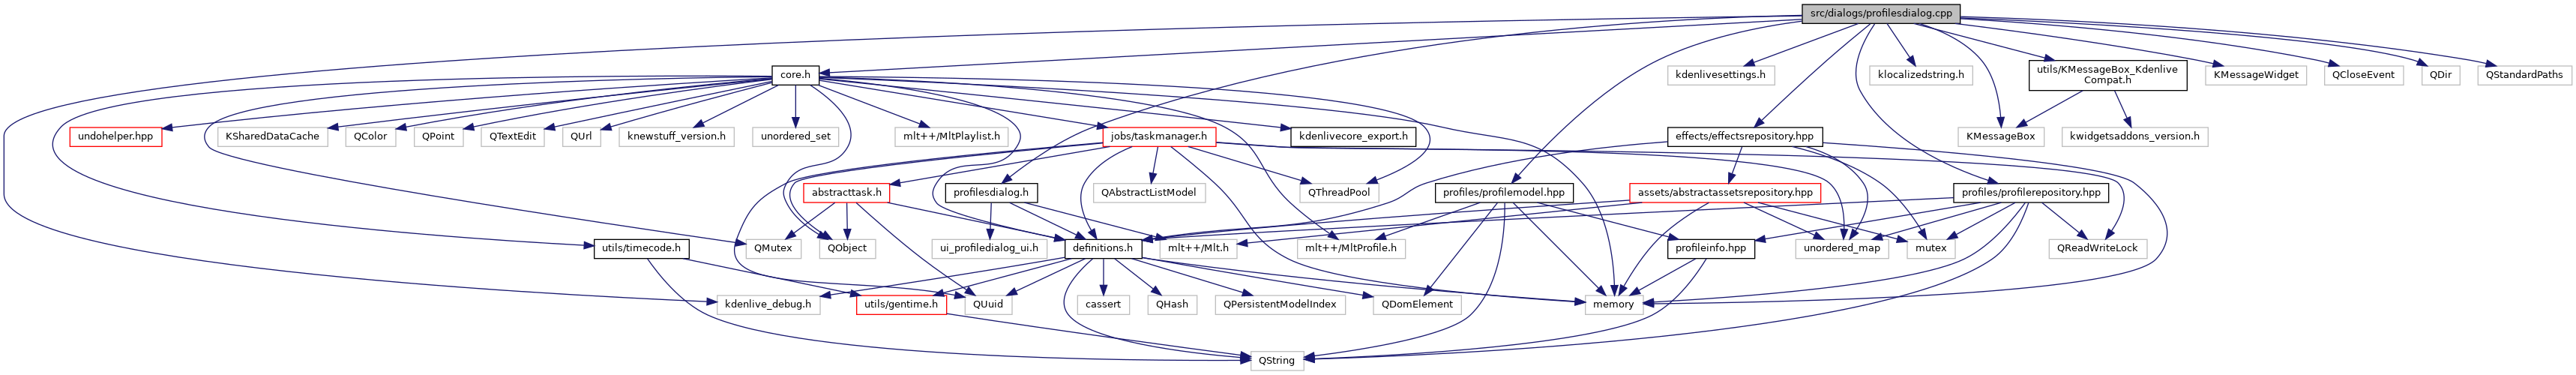 src/dialogs/profilesdialog.cpp
core.h
kdenlivesettings.h
klocalizedstring.h
utils/KMessageBox_Kdenlive
Compat.h
KMessageWidget
QCloseEvent
QDir
QStandardPaths
undohelper.hpp
KSharedDataCache
QColor
QPoint
QTextEdit
QUrl
knewstuff_version.h
unordered_set
mlt++/MltPlaylist.h
jobs/taskmanager.h
kdenlivecore_export.h
effects/effectsrepository.hpp
KMessageBox
kwidgetsaddons_version.h
abstracttask.h
profilesdialog.h
QAbstractListModel
QThreadPool
profiles/profilemodel.hpp
assets/abstractassetsrepository.hpp
profiles/profilerepository.hpp
utils/timecode.h
QMutex
QObject
ui_profiledialog_ui.h
definitions.h
mlt++/Mlt.h
mlt++/MltProfile.h
profileinfo.hpp
unordered_map
mutex
QReadWriteLock
kdenlive_debug.h
utils/gentime.h
QUuid
cassert
QHash
QPersistentModelIndex
QDomElement
memory
QString